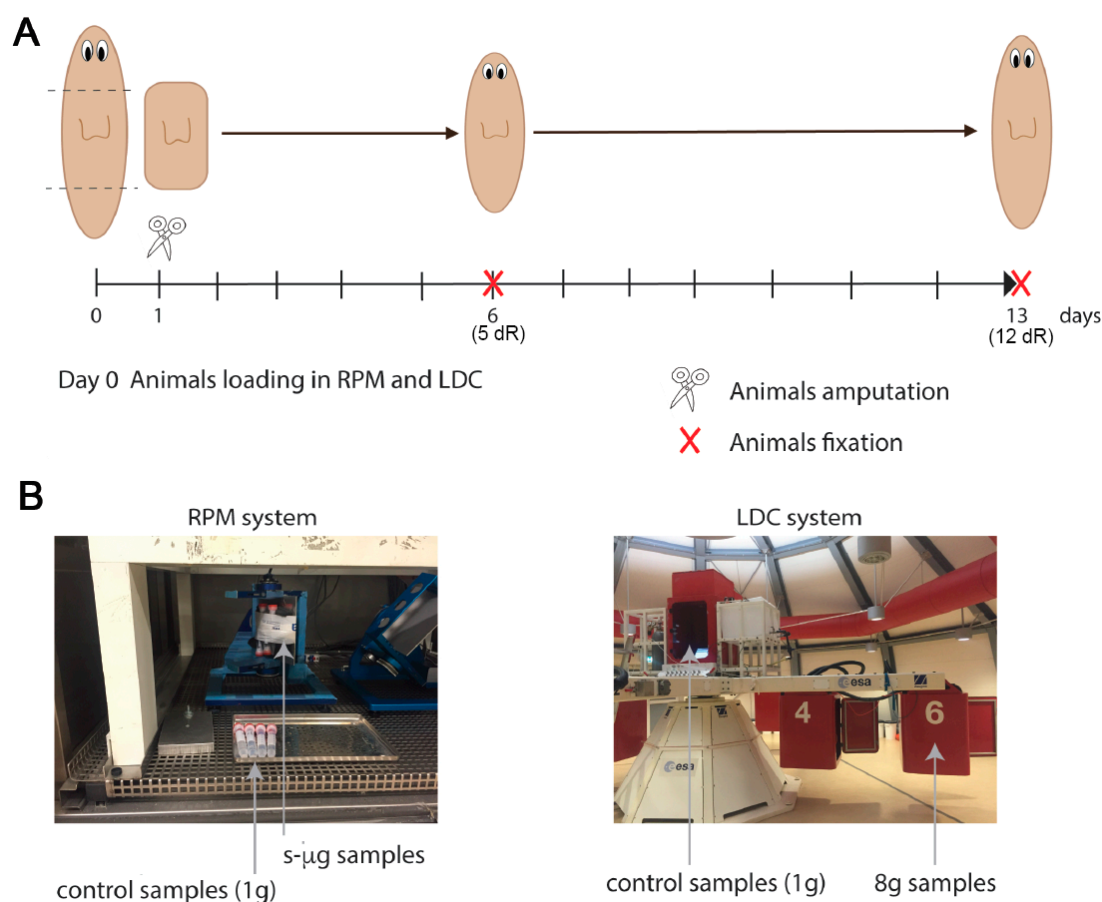 A
0
1
6
(5 dR)
13
(12 dR)
days
Day 0 Animals loading in RPM and LDC
Animals amputation
Animals fixation
B
RPM system
LDC system
esa
4
6
esa
s-μg samples
control samples (1g)
control samples (1g)
8g samples